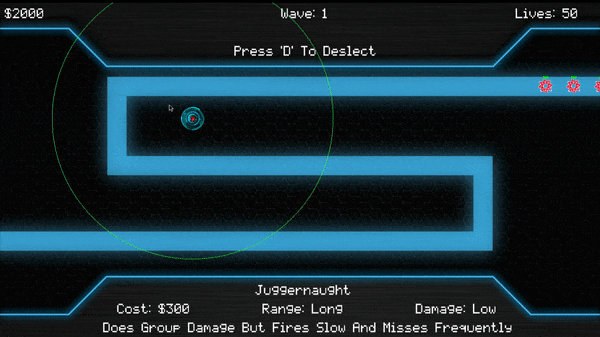 $2000 Wave: 1 Lives: 50
Press 'D' To Deslect
Juggernaught
Cost: $300 Range: Long Damage: Low
Does Group Damage But Fires Slow And Misses Frequently